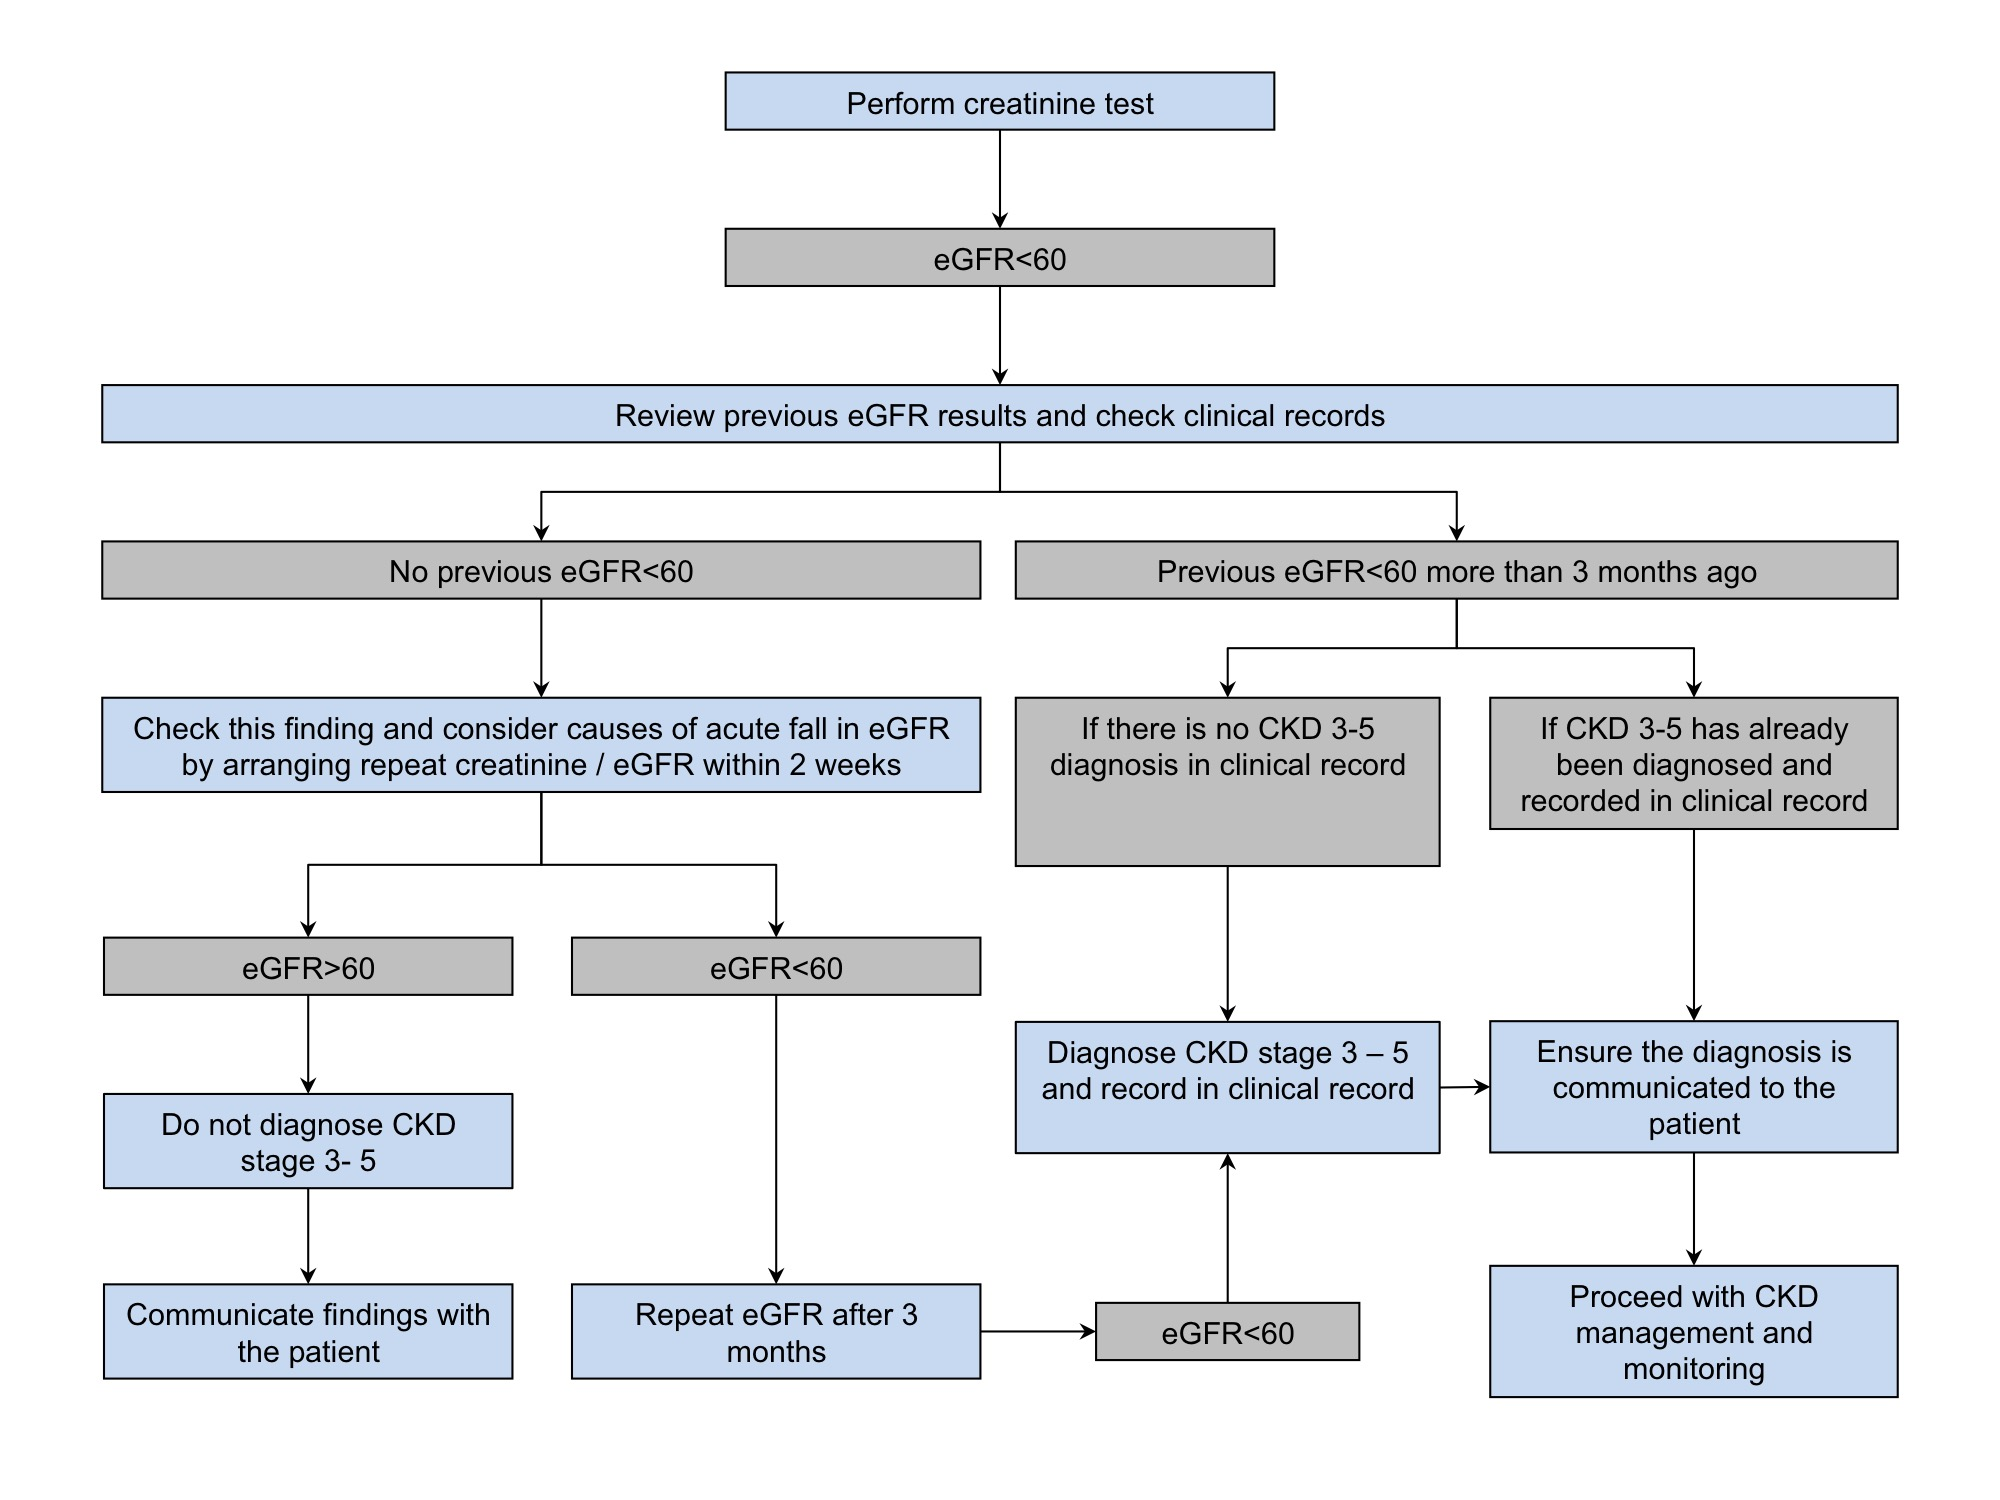 Perform creatinine test
eGFR<60
Review previous eGFR results and check clinical records
No previous eGFR<60
Previous eGFR<60 more than 3 months ago
Check this finding and consider causes of acute fall in eGFR
by arranging repeat creatinine / eGFR within 2 weeks
If there is no CKD 3-5
diagnosis in clinical record
If CKD 3-5 has already
been diagnosed and
recorded in clinical record
eGFR>60
eGFR<60
Diagnose CKD stage 3 – 5
and record in clinical record
Ensure the diagnosis is
communicated to the
patient
Do not diagnose CKD
stage 3- 5
Communicate findings with
the patient
Repeat eGFR after 3
months
eGFR<60
Proceed with CKD
management and
monitoring